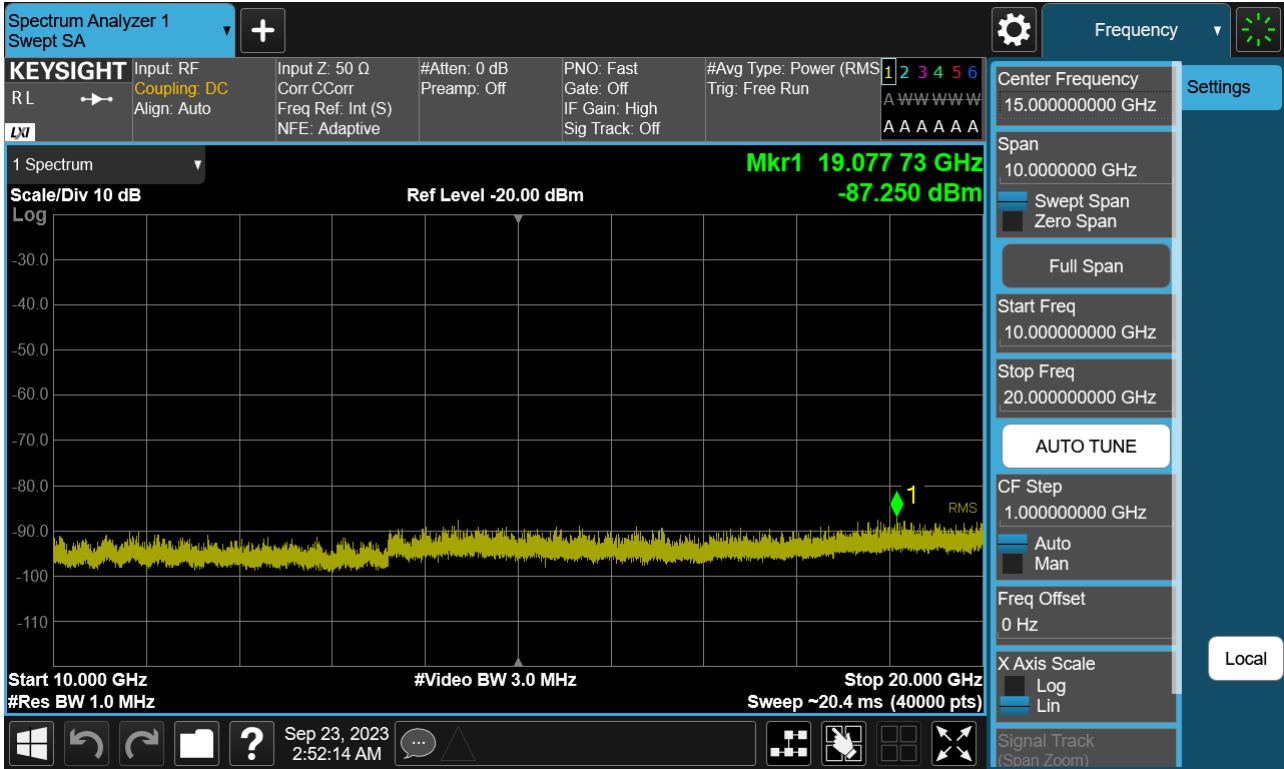 Spectrum Analyzer 1
Swept SA
+
Frequency
KEYSIGHT
R L
LXI
Input: RF
Coupling: DC
Align: Auto
Input Z: 50 Ω
Corr CCorr
Freq Ref: Int (S)
NFE: Adaptive
#Atten: 0 dB
Preamp: Off
PNO: Fast
Gate: Off
IF Gain: High
Sig Track: Off
#Avg Type: Power (RMS
Trig: Free Run
1 2 3 4 5 6
A W W W W W
A A A A A A
1 Spectrum
Scale/Div 10 dB
Log
Ref Level -20.00 dBm
Mkr1 19.077 73 GHz
-87.250 dBm
-30.0
-40.0
-50.0
-60.0
-70.0
-80.0
-90.0
-100
-110
1
RMS
Start 10.000 GHz
#Res BW 1.0 MHz
#Video BW 3.0 MHz
Stop 20.000 GHz
Sweep ~20.4 ms (40000 pts)
Center Frequency
15.000000000 GHz
Span
10.0000000 GHz
Swept Span
Zero Span
Full Span
Start Freq
10.000000000 GHz
Stop Freq
20.000000000 GHz
AUTO TUNE
CF Step
1.000000000 GHz
Auto
Man
Freq Offset
0 Hz
X Axis Scale
Log
Lin
Signal Track
(Span Zoom)
Settings
Local
?
Sep 23, 2023
2:52:14 AM